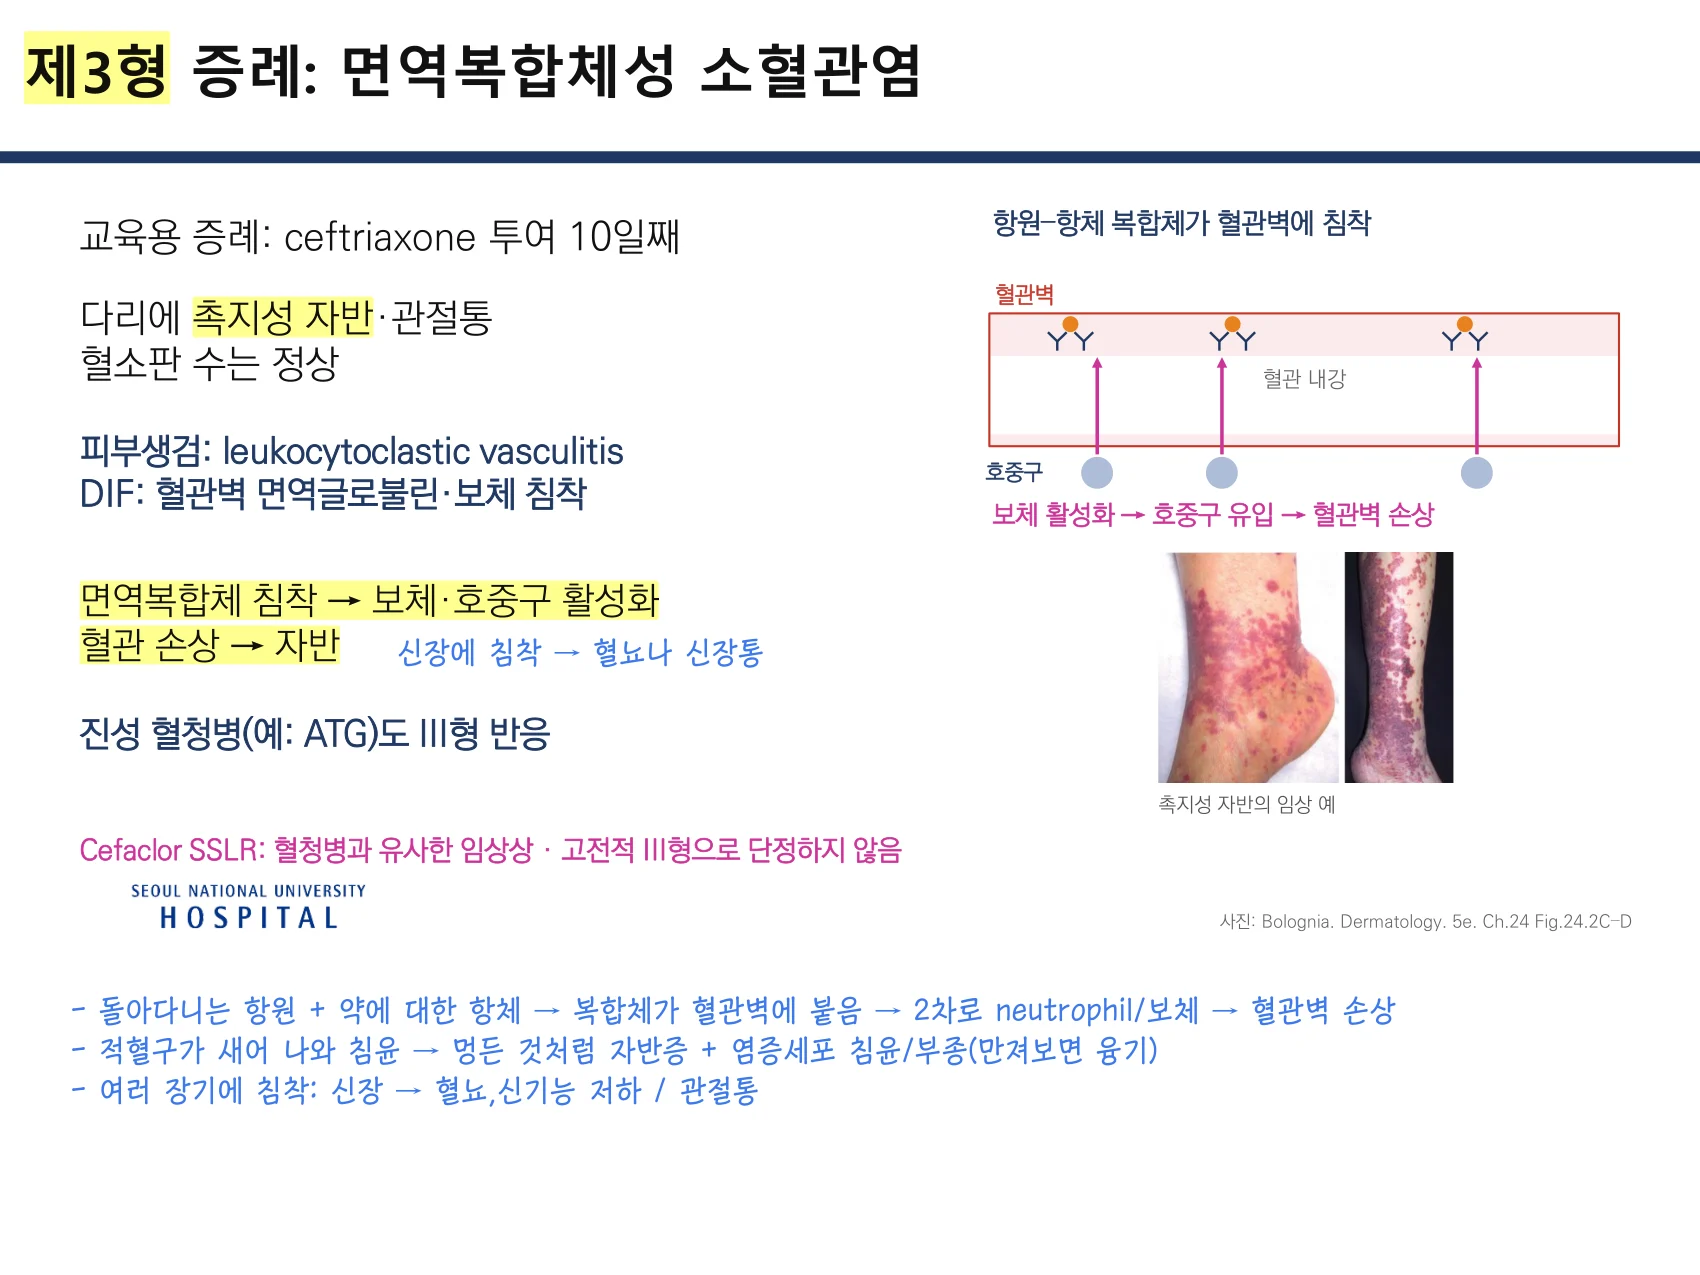 제3형 증례: 면역복합체성 소혈관염
교육용 증례: ceftriaxone 투여 10일째
다리에 촉지성 자반·관절통
혈소판 수는 정상
피부생검: leukocytoclastic vasculitis
DIF: 혈관벽 면역글로불린·보체 침착
면역복합체 침착 → 보체·호중구 활성화
혈관 손상 → 자반
신장에 침착 → 혈뇨나 신장통
진성 혈청병(예: ATG)도 III형 반응
Cefaclor SSLR: 혈청병과 유사한 임상상 · 고전적 III형으로 단정하지 않음
SEOUL NATIONAL UNIVERSITY
HOSPITAL
항원–항체 복합체가 혈관벽에 침착
혈관벽
혈관 내강
호중구
보체 활성화 → 호중구 유입 → 혈관벽 손상
촉지성 자반의 임상 예
사진: Bolognia. Dermatology. 5e. Ch.24 Fig.24.2C–D
- 돌아다니는 항원 + 약에 대한 항체 → 복합체가 혈관벽에 붙음 → 2차로 neutrophil/보체 → 혈관벽 손상
- 적혈구가 새어 나와 침윤 → 멍든 것처럼 자반증 + 염증세포 침윤/부종(만져보면 융기)
- 여러 장기에 침착: 신장 → 혈뇨,신기능 저하 / 관절통